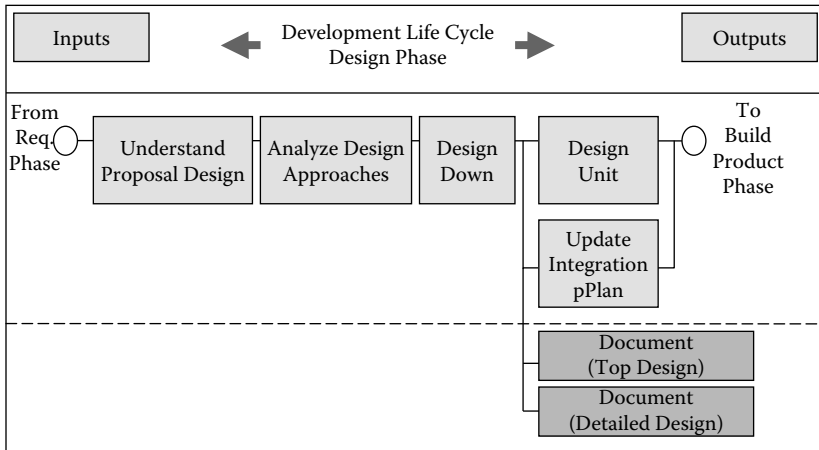 Inputs
Development Life Cycle
Design Phase
Outputs
From
Req.
Phase
Understand
Proposal Design
Analyze Design
Approaches
Design
Down
Design
Unit
To
Build
Product
Phase
Update
Integration
pPlan
Document
(Top Design)
Document
(Detailed Design)